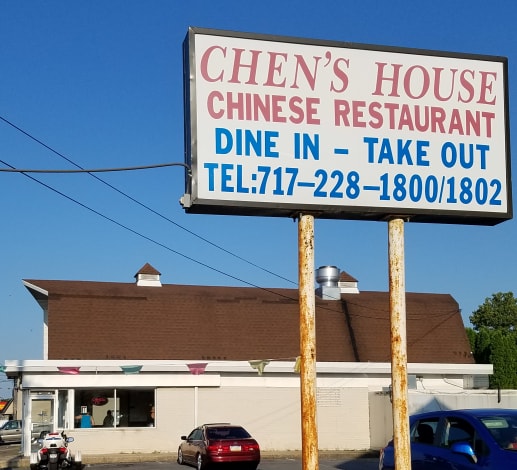 CHEN'S HOUSE
CHINESE RESTAURANT
DINE IN – TAKE OUT
TEL:717–228–1800/1802